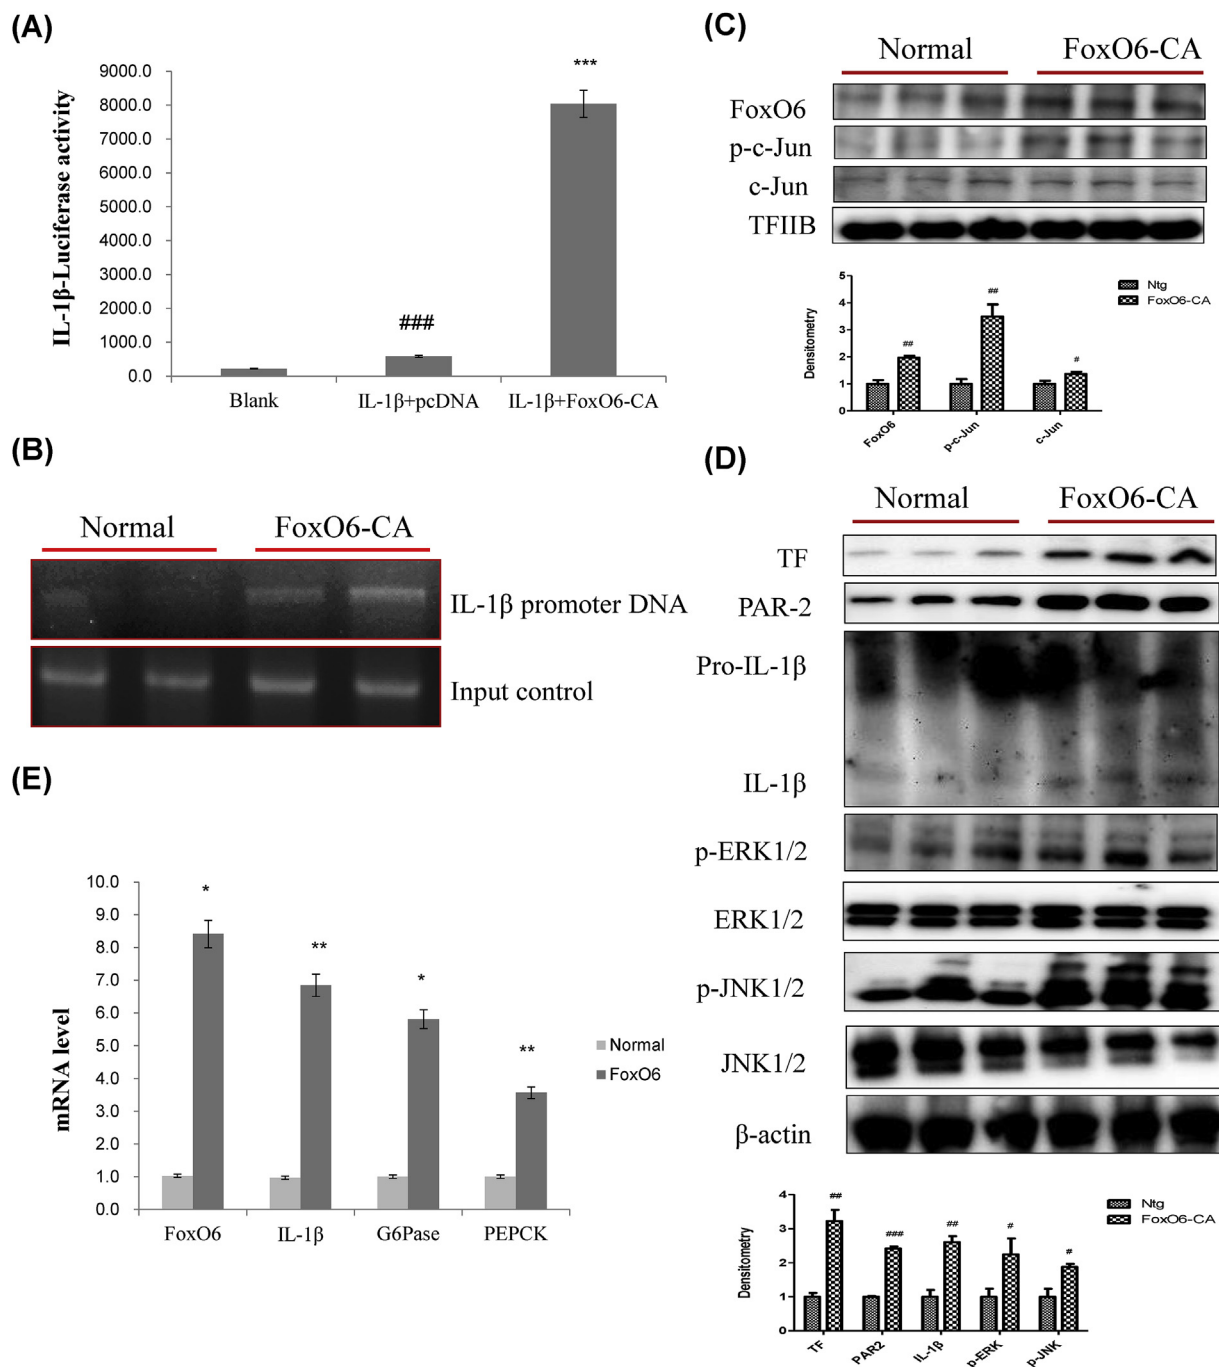 (A)
IL-1β-Luciferase activity
9000.0
8000.0
7000.0
6000.0
5000.0
4000.0
3000.0
2000.0
1000.0
0.0
###
***
Blank
IL-1β+pcDNA
IL-1β+FoxO6-CA
(B)
Normal
FoxO6-CA
IL-1β promoter DNA
Input control
(C)
Normal
FoxO6-CA
FoxO6
p-c-Jun
c-Jun
TFIIB
Densitometry
5
4
3
2
1
0
##
##
#
Ntg
FoxO6-CA
FoxO6
p-c-Jun
c-Jun
(D)
Normal
FoxO6-CA
TF
PAR-2
Pro-IL-1β
IL-1β
p-ERK1/2
ERK1/2
p-JNK1/2
JNK1/2
β-actin
Densitometry
4
3
2
1
0
##
###
##
#
#
Ntg
FoxO6-CA
TF
PAR2
IL-1β
p-ERK
p-JNK
(E)
mRNA level
10.0
9.0
8.0
7.0
6.0
5.0
4.0
3.0
2.0
1.0
0.0
*
**
*
**
Normal
FoxO6
FoxO6
IL-1β
G6Pase
PEPCK